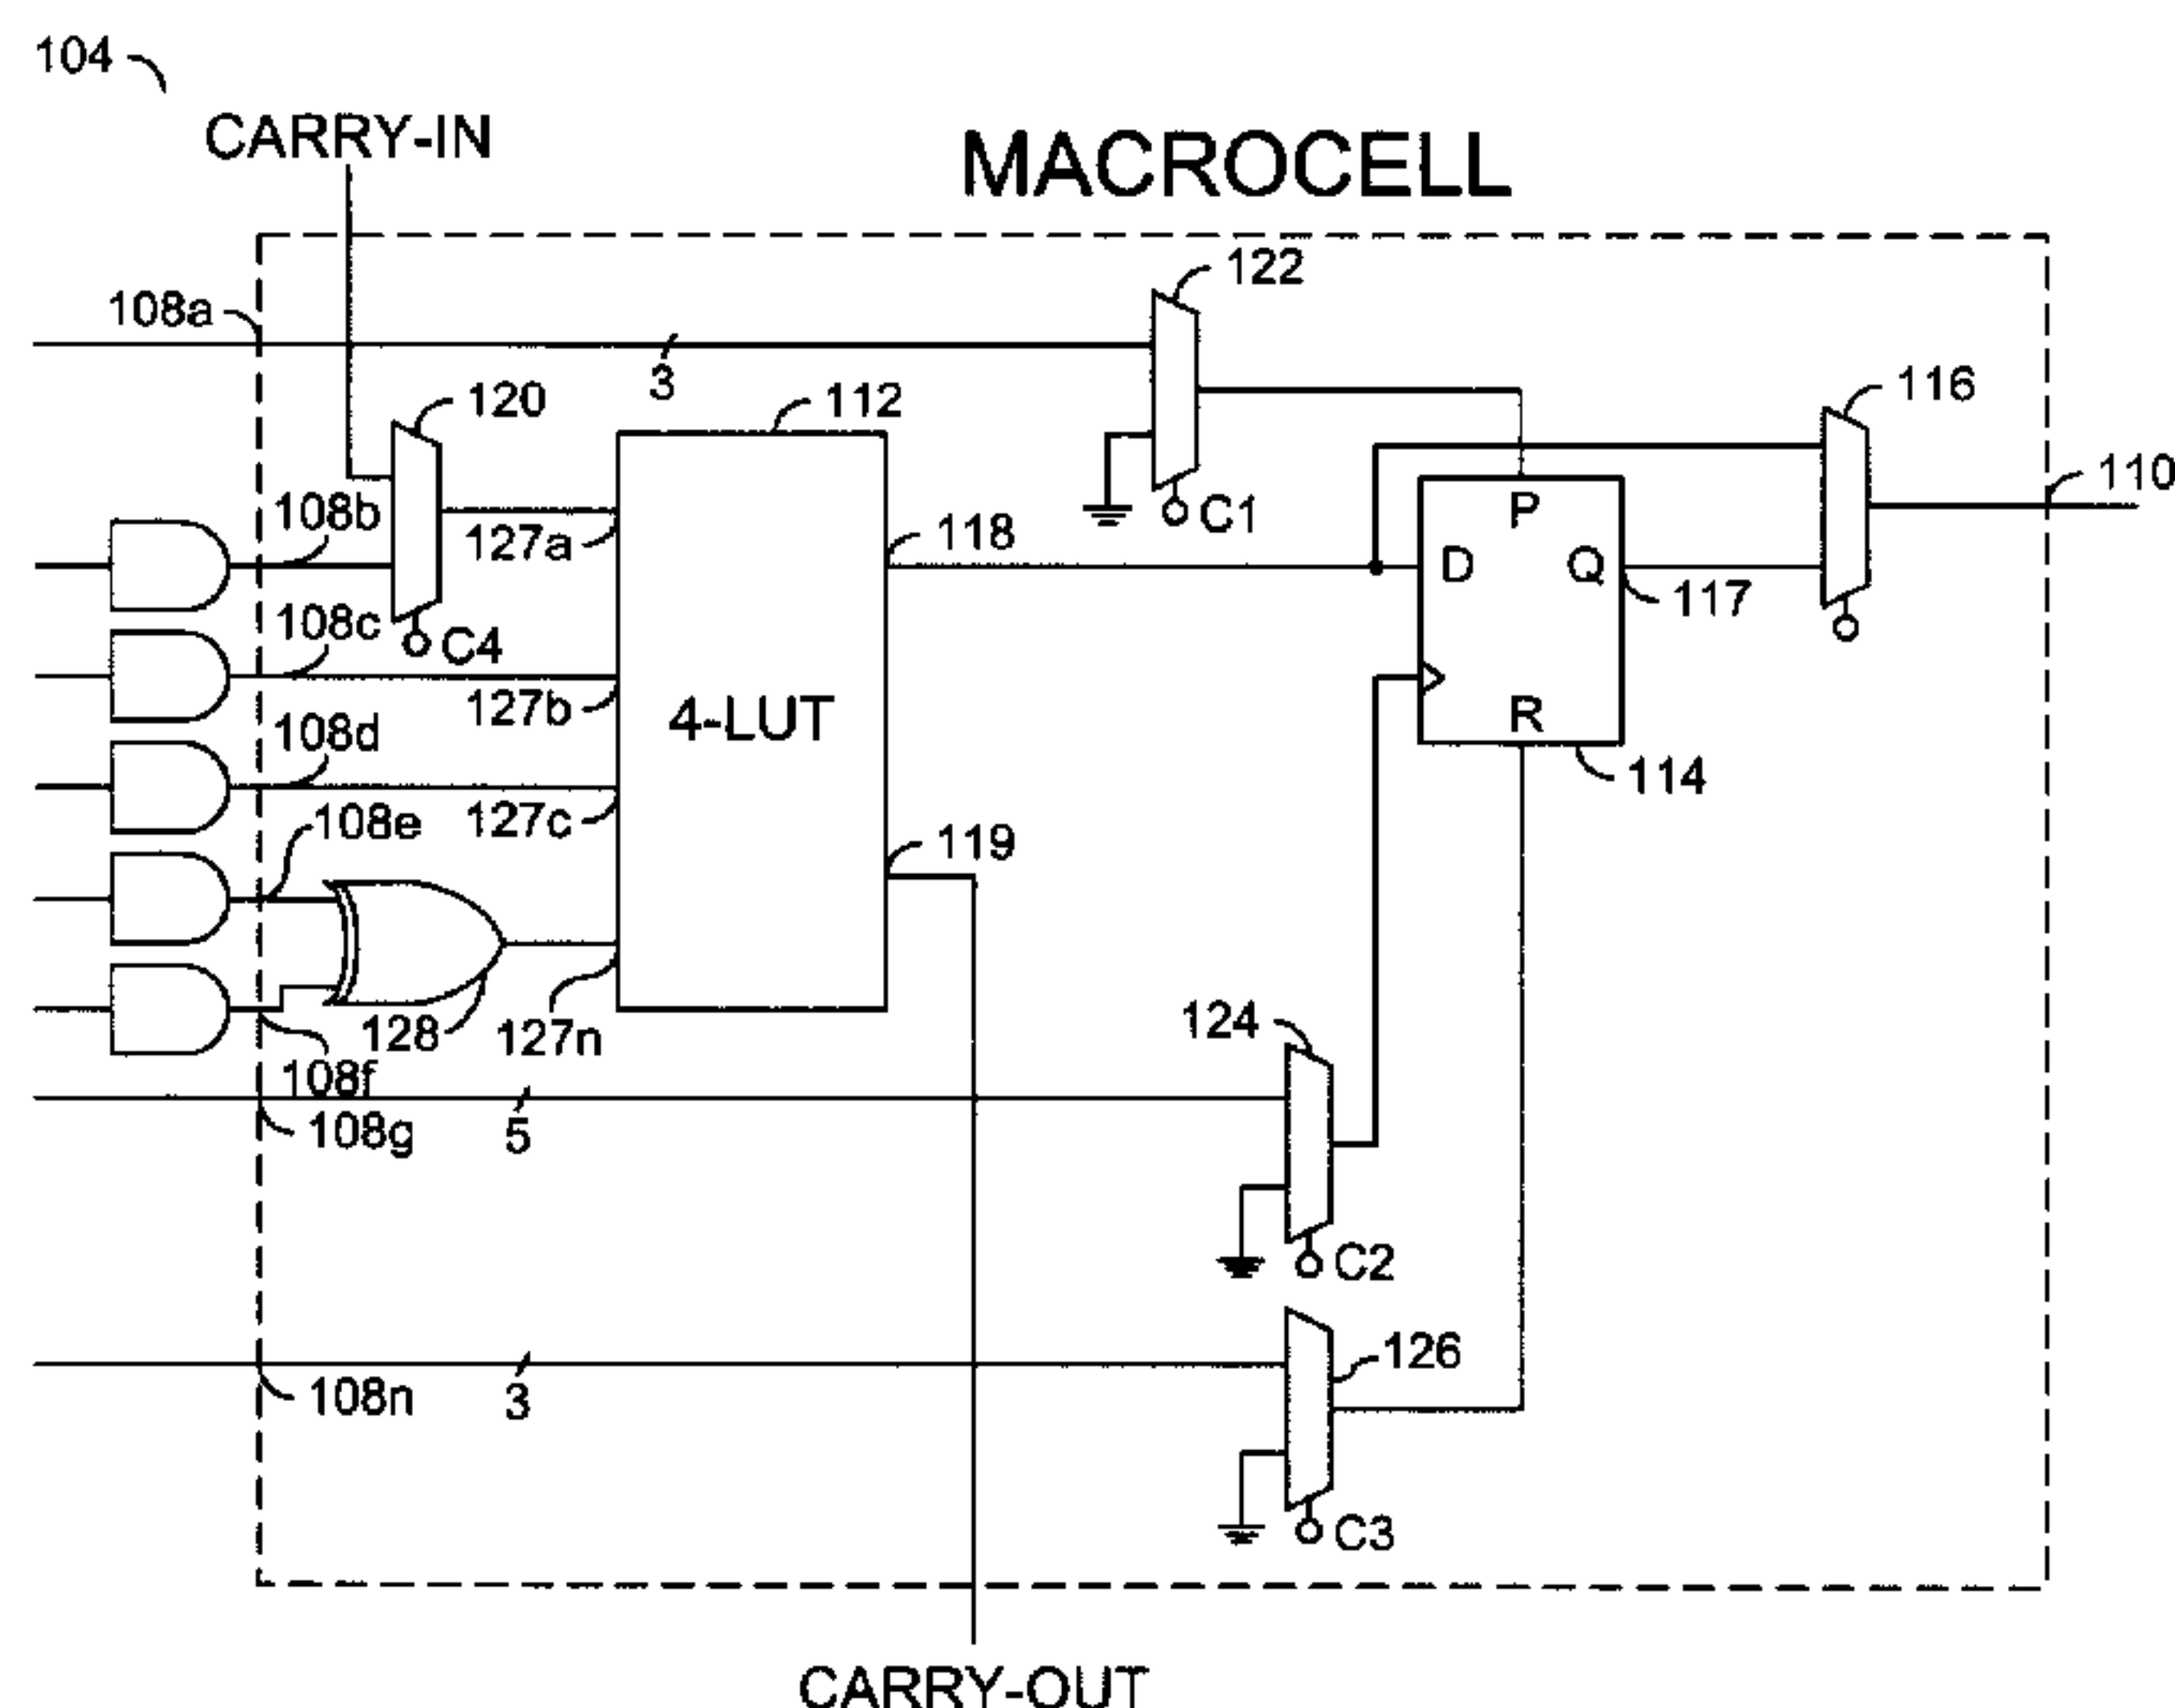 104
CARRY-IN
MACROCELL
122
108a
3
120
112
116
110
108b
127a
118
C1
P
D
Q
117
108c
C4
127b
4-LUT
R
108d
114
108e
127c
119
128
127n
124
108f
108g
5
C2
126
108n
3
C3
CARRY-OUT